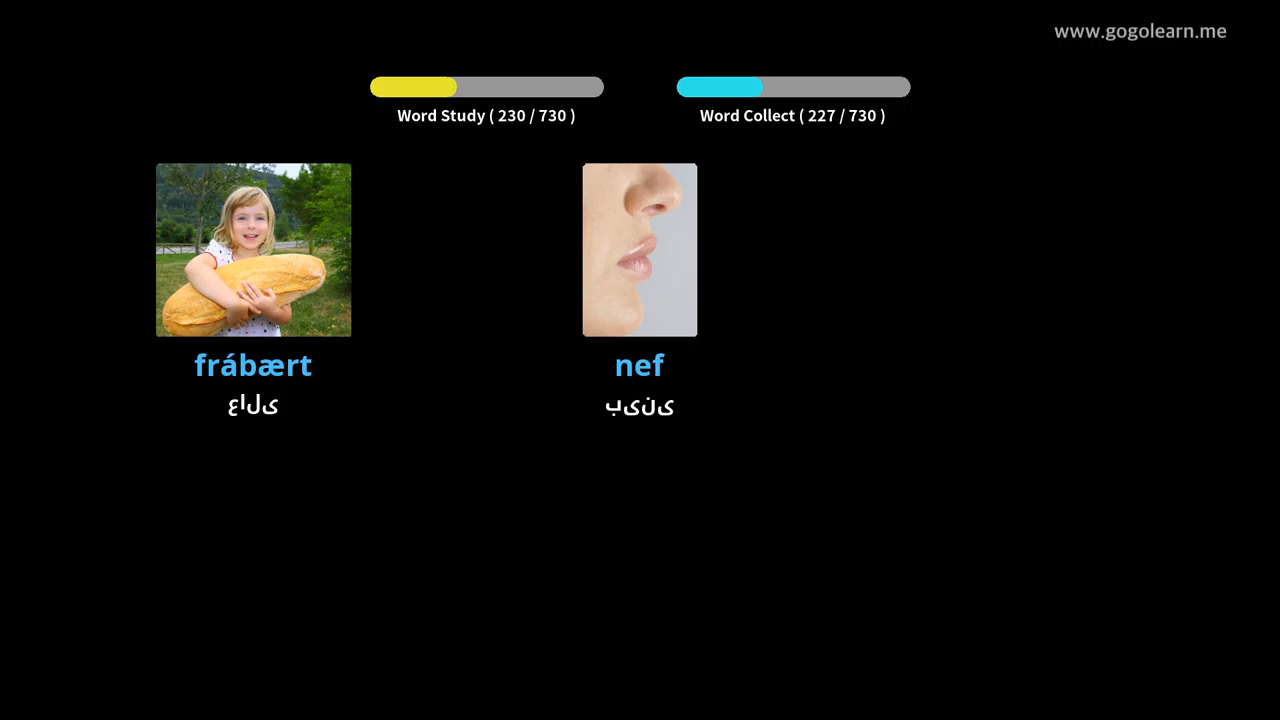 www.gogolearn.me
Word Study ( 230 / 730 )
Word Collect ( 227 / 730 )
frábært
عالی
nef
بینی